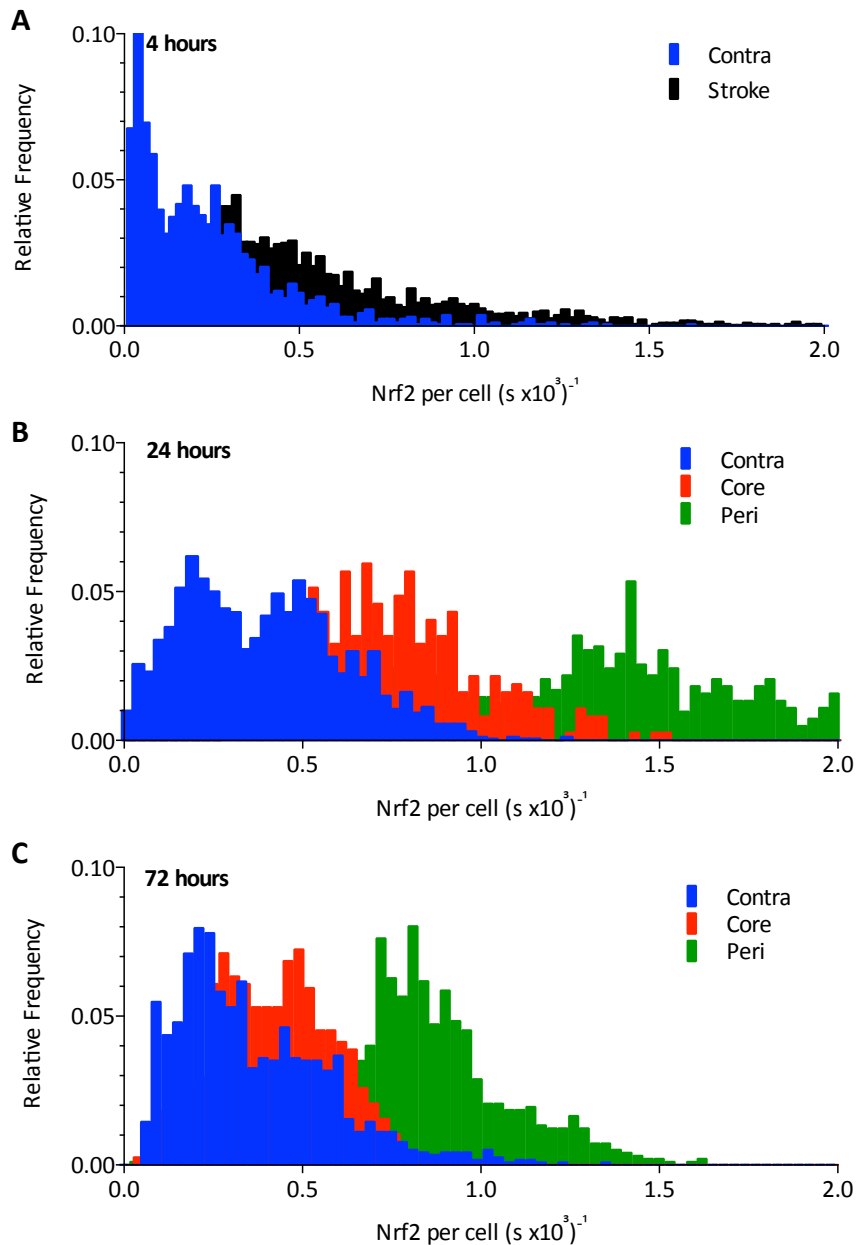 A
4 hours
Contra
Stroke
0.10
0.05
0.00
Relative Frequency
0.0 0.5 1.0 1.5 2.0
Nrf2 per cell (s x10³)⁻¹
B
24 hours
Contra
Core
Peri
0.10
0.05
0.00
Relative Frequency
0.0 0.5 1.0 1.5 2.0
Nrf2 per cell (s x10³)⁻¹
C
72 hours
Contra
Core
Peri
0.10
0.05
0.00
Relative Frequency
0.0 0.5 1.0 1.5 2.0
Nrf2 per cell (s x10³)⁻¹